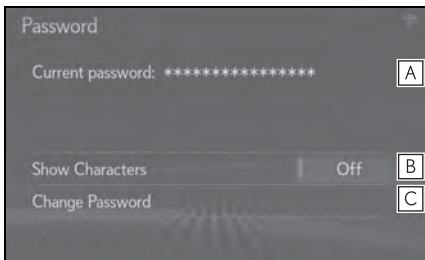 Password
Current password: ****************
A
Show Characters
Off
B
Change Password
C